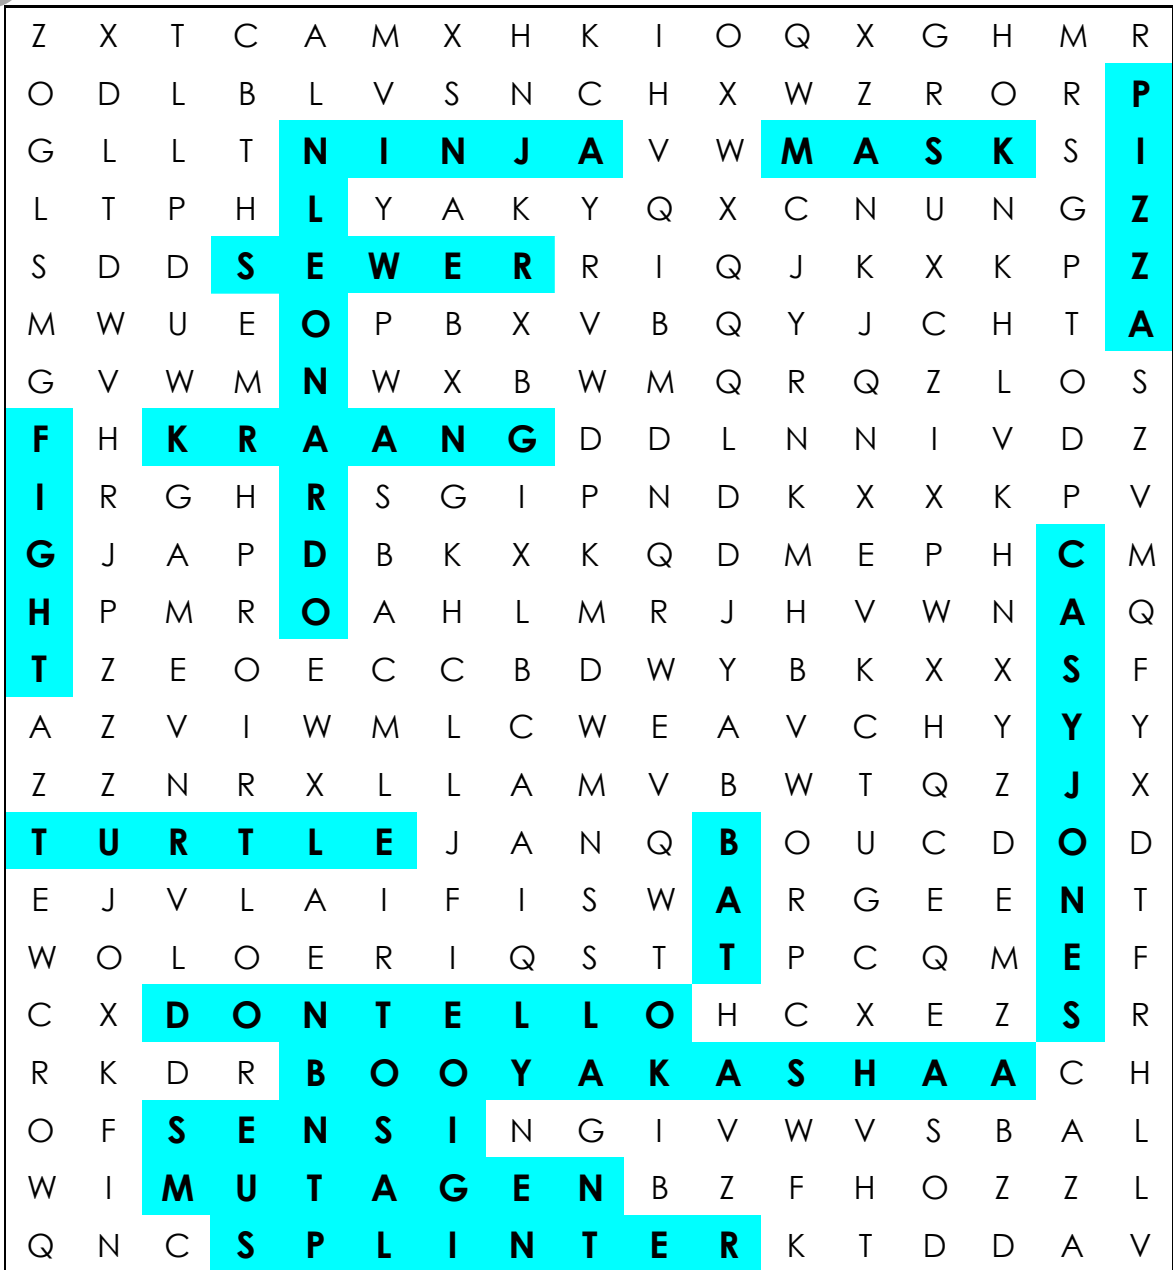 Z X T C A M X H K I O Q X G H M R
O D L B L V S N C H X W Z R O R P
G L L T N I N J A V W M A S K S I
L T P H L Y A K Y Q X C N U N G Z
S D D S E W E R R I Q J K X K P Z
M W U E O P B X V B Q Y J C H T A
G V W M N W X B W M Q R Q Z L O S
F H K R A A N G D D L N N I V D Z
I R G H R S G I P N D K X X K P V
G J A P D B K X K Q D M E P H C M
H P M R O A H L M R J H V W N A Q
T Z E O E C C B D W Y B K X X S F
A Z V I W M L C W E A V C H Y Y Y
Z Z N R X L L A M V B W T Q Z J X
T U R T L E J A N Q B O U C D O D
E J V L A I F I S W A R G E E N T
W O L O E R I Q S T T P C Q M E F
C X D O N T E L L O H C X E Z S R
R K D R B O O Y A K A S H A A C H
O F S E N S I N G I V W V S B A L
W I M U T A G E N B Z F H O Z Z L
Q N C S P L I N T E R K T D D A V